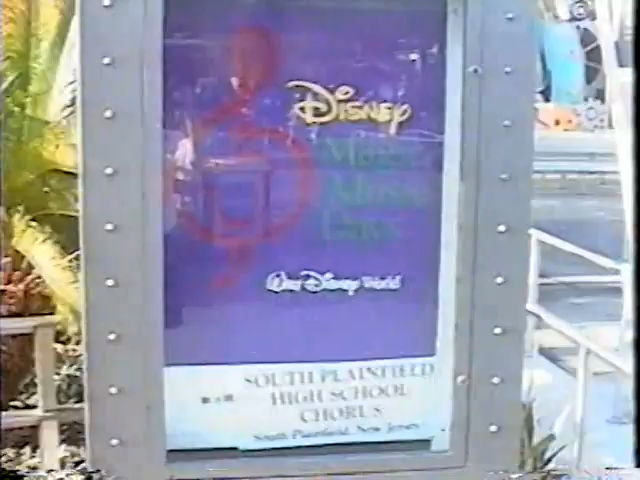 Disney
Magic
Music
Days
Walt Disney World
SOUTH PLAINFIELD
HIGH SCHOOL
CHORUS
South Plainfield, New Jersey